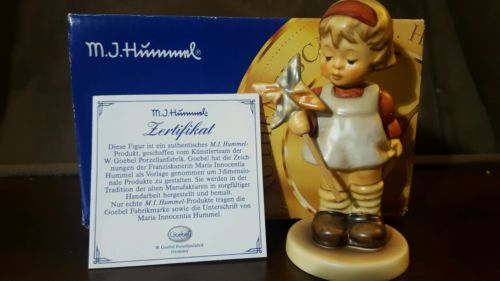 M.J.Hummel®
M.J.Hummel
Zertifikat
Diese Figur ist ein authentisches M.I. Hummel-
Produkt, geschaffen vom Künstlerteam der
W. Goebel Porzellanfabrik. Goebel hat die Zeich-
nungen der Franziskanerin Maria Innocentia
Hummel als Vorlage genommen um 3dimensio-
nale Produkte zu gestalten. Sie werden in der
Tradition der alten Manufakturen in sorgfältiger
Handarbeit hergestellt und bemalt.
Nur echte M.I. Hummel-Produkte tragen die
Goebel Fabrikmarke sowie die Unterschrift von
Maria Innocentia Hummel.
Goebel
W. Goebel Porzellanfabrik
Germany